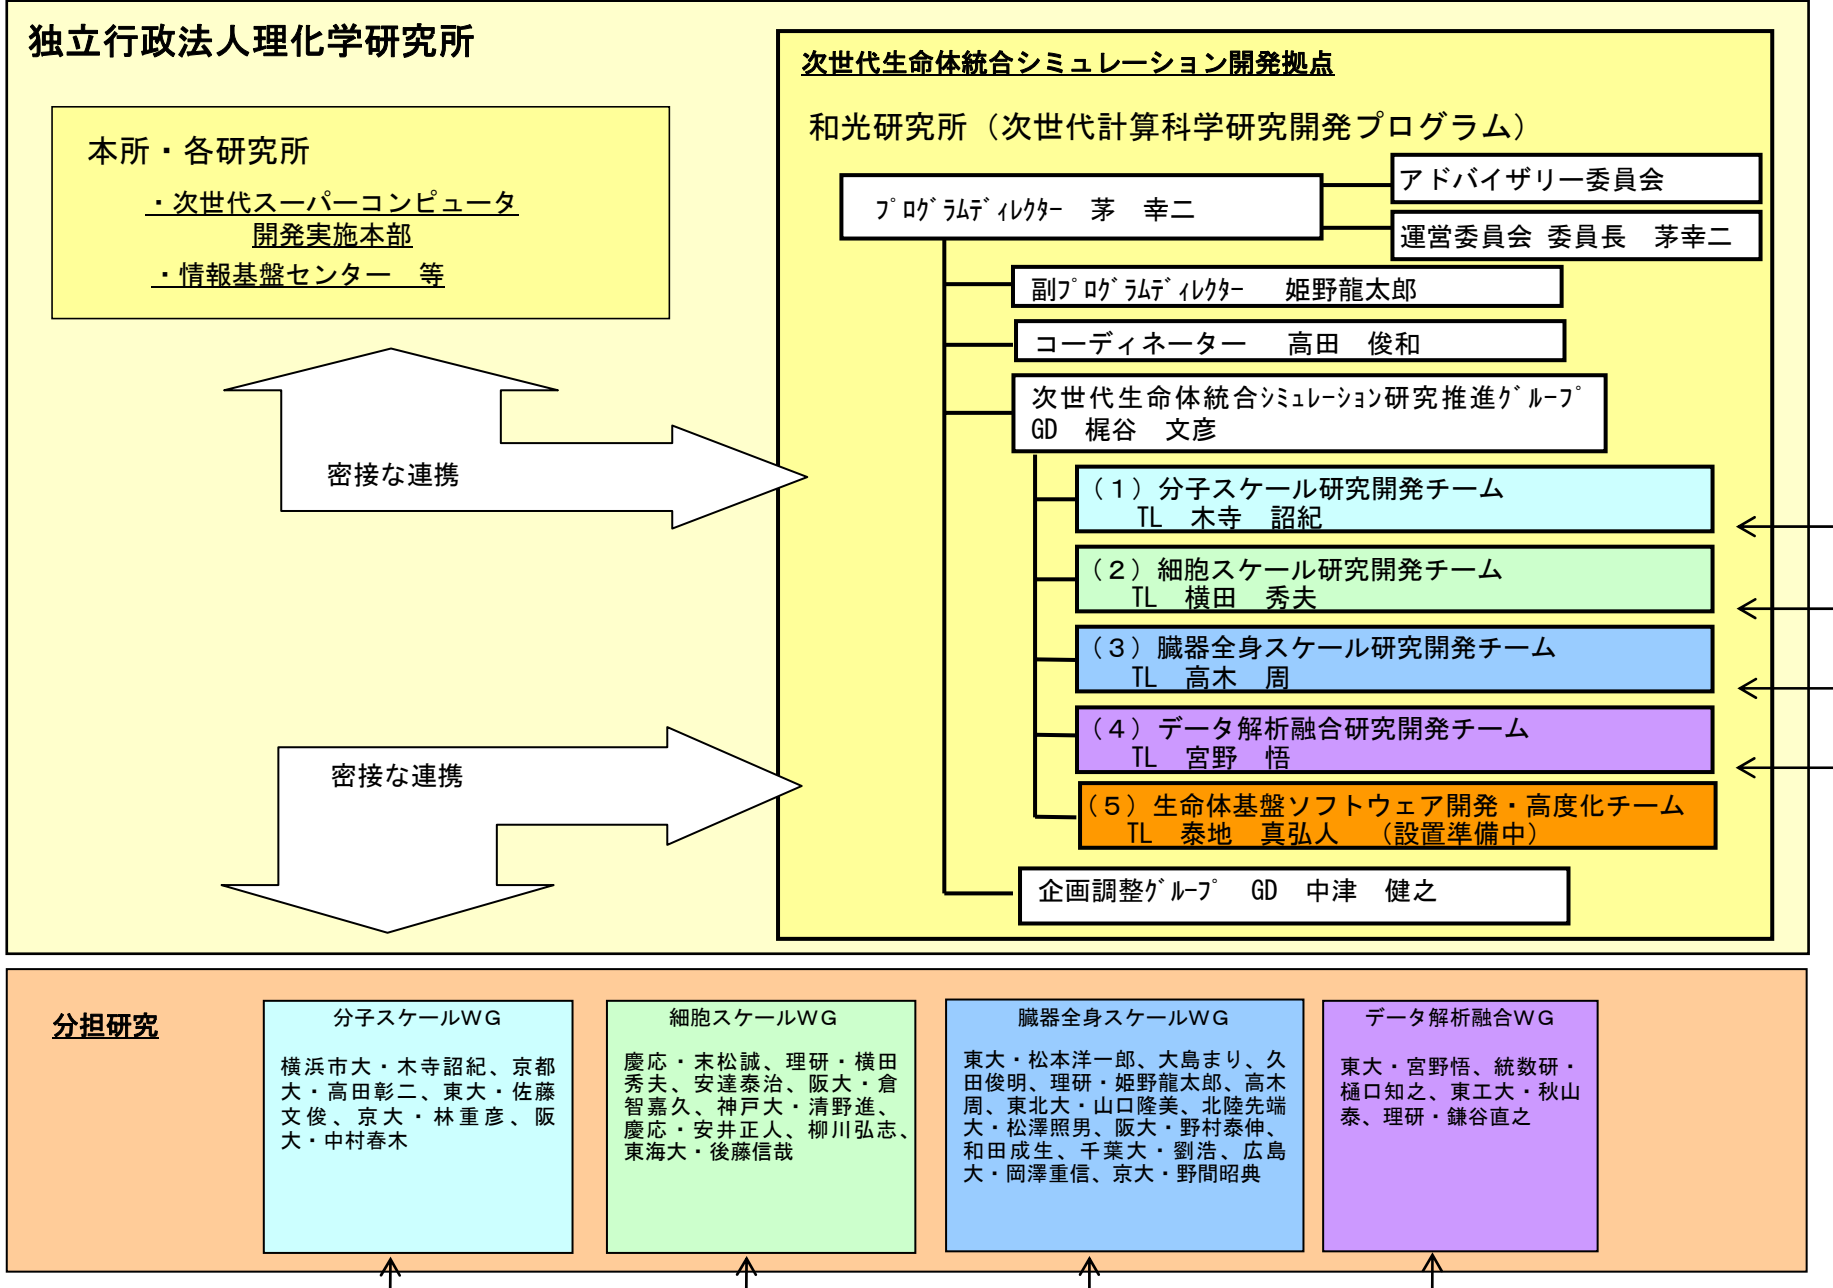 独立行政法人理化学研究所
本所・各研究所
・次世代スーパーコンピュータ
開発実施本部
・情報基盤センター　等
密接な連携
密接な連携
次世代生命体統合シミュレーション開発拠点
和光研究所（次世代計算科学研究開発プログラム）
ﾌﾟﾛｸﾞﾗﾑﾃﾞｨﾚｸﾀｰ　茅　幸二
アドバイザリー委員会
運営委員会 委員長　茅幸二
副ﾌﾟﾛｸﾞﾗﾑﾃﾞｨﾚｸﾀｰ　姫野龍太郎
コーディネーター　高田　俊和
次世代生命体統合ｼﾐｭﾚｰｼｮﾝ研究推進ｸﾞﾙｰﾌﾟ
GD　梶谷　文彦
（１）分子スケール研究開発チーム
TL　木寺　詔紀
（２）細胞スケール研究開発チーム
TL　横田　秀夫
（３）臓器全身スケール研究開発チーム
TL　高木　周
（４）データ解析融合研究開発チーム
TL　宮野　悟
（５）生命体基盤ソフトウェア開発・高度化チーム
TL　泰地　真弘人　（設置準備中）
企画調整ｸﾞﾙｰﾌﾟ　GD　中津　健之
分担研究
分子スケールＷＧ
横浜市大・木寺詔紀、京都
大・高田彰二、東大・佐藤
文俊、京大・林重彦、阪
大・中村春木
細胞スケールＷＧ
慶応・末松誠、理研・横田
秀夫、安達泰治、阪大・倉
智嘉久、神戸大・清野進、
慶応・安井正人、柳川弘志、
東海大・後藤信哉
臓器全身スケールＷＧ
東大・松本洋一郎、大島まり、久
田俊明、理研・姫野龍太郎、高木
周、東北大・山口隆美、北陸先端
大・松澤照男、阪大・野村泰伸、
和田成生、千葉大・劉浩、広島
大・岡澤重信、京大・野間昭典
データ解析融合ＷＧ
東大・宮野悟、統数研・
樋口知之、東工大・秋山
泰、理研・鎌谷直之